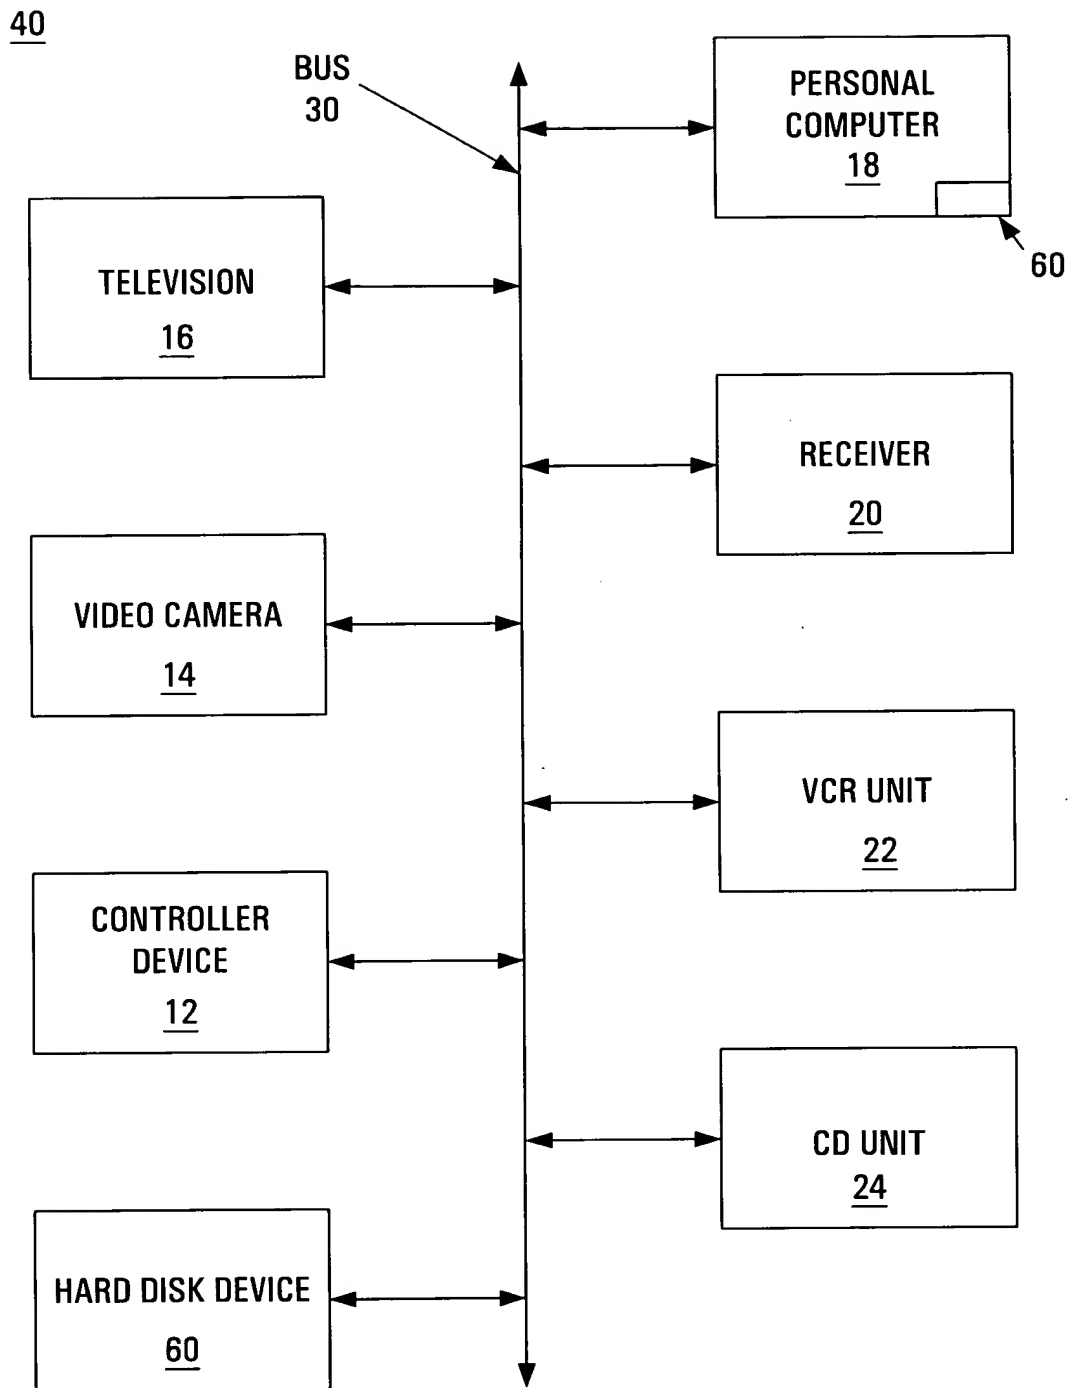 40
BUS
30
PERSONAL
COMPUTER
18
60
TELEVISION
16
RECEIVER
20
VIDEO CAMERA
14
VCR UNIT
22
CONTROLLER
DEVICE
12
CD UNIT
24
HARD DISK DEVICE
60